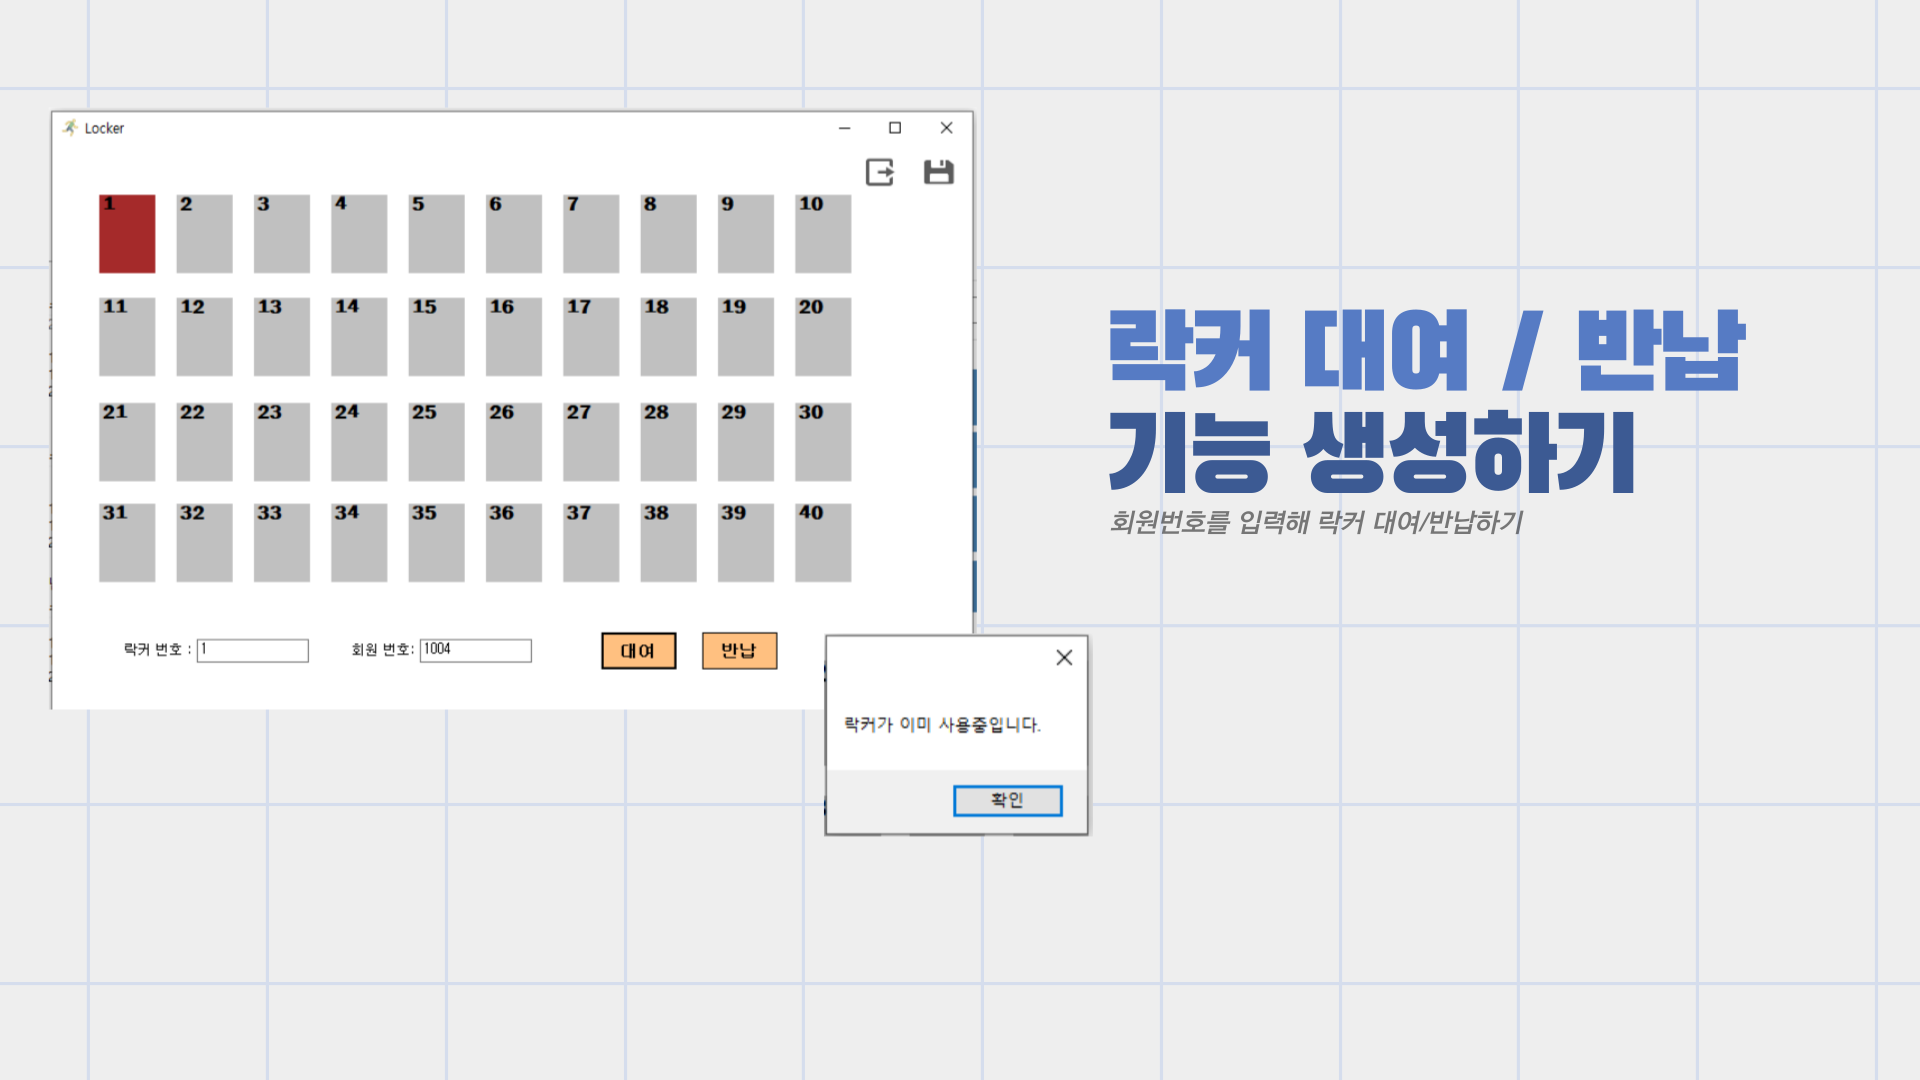 Locker
1 2 3 4 5 6 7 8 9 10
11 12 13 14 15 16 17 18 19 20
21 22 23 24 25 26 27 28 29 30
31 32 33 34 35 36 37 38 39 40
락커 번호 : 1 회원 번호: 1004 대여 반납
락커가 이미 사용중입니다.
확인
락커 대여 / 반납
기능 생성하기
회원번호를 입력해 락커 대여/반납하기